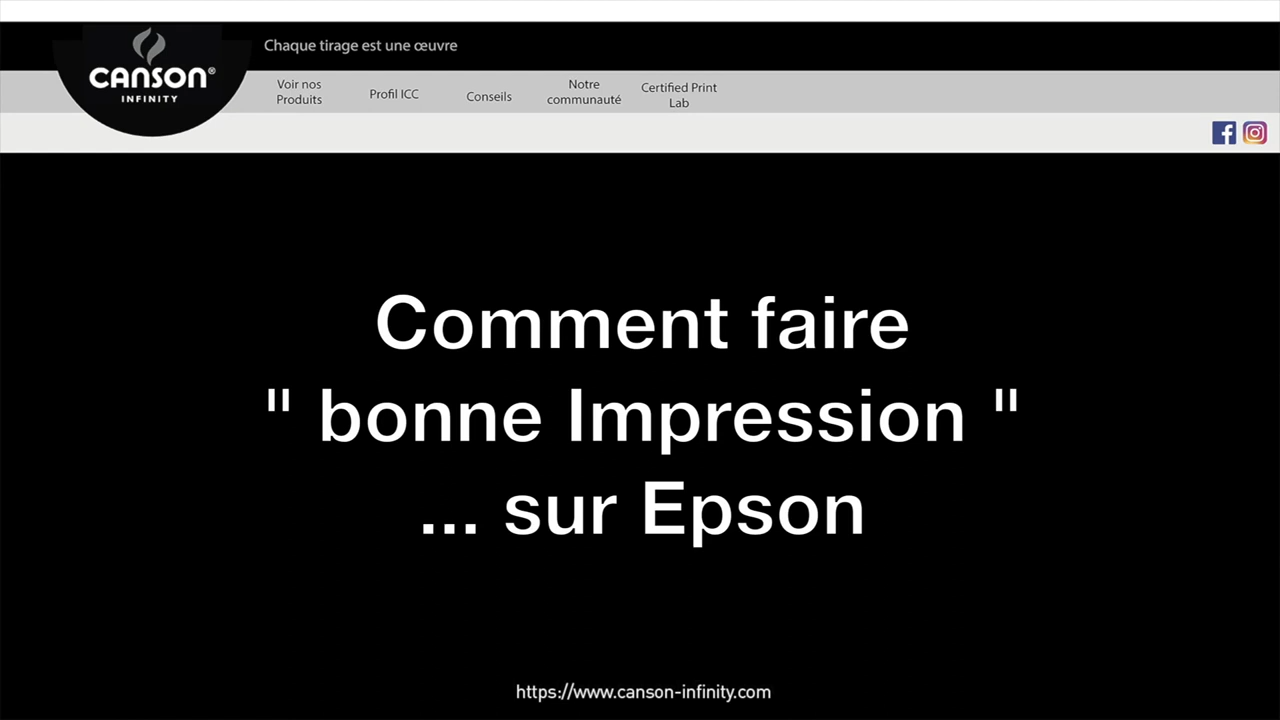 CANSON®
INFINITY
Chaque tirage est une œuvre
Voir nos
Produits
Profil ICC
Conseils
Notre
communauté
Certified Print
Lab
Comment faire
" bonne Impression "
... sur Epson
https://www.canson-infinity.com